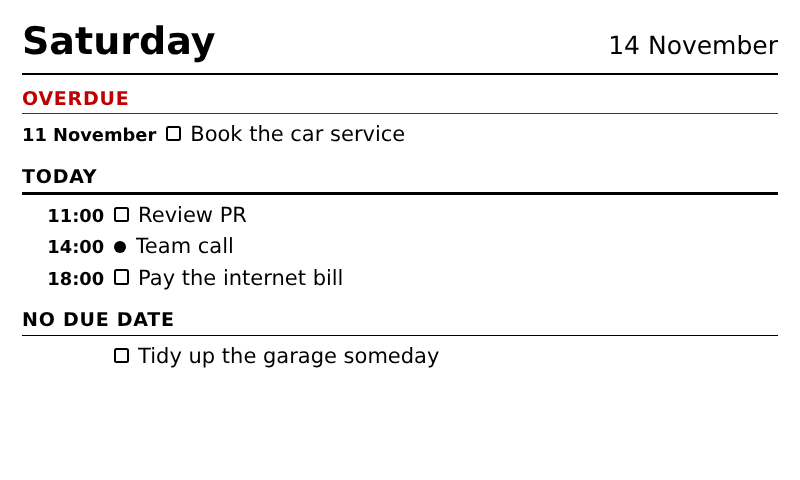 Saturday 14 November
OVERDUE
11 November Book the car service
TODAY
11:00 Review PR
14:00 Team call
18:00 Pay the internet bill
NO DUE DATE
Tidy up the garage someday